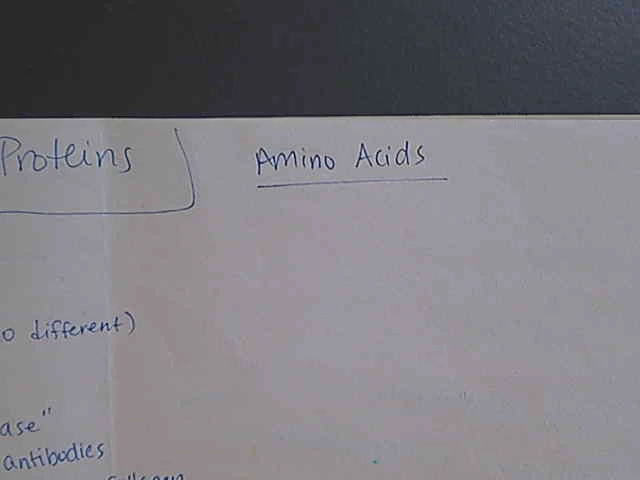 Proteins
Amino Acids
o different)
ase"
antibodies